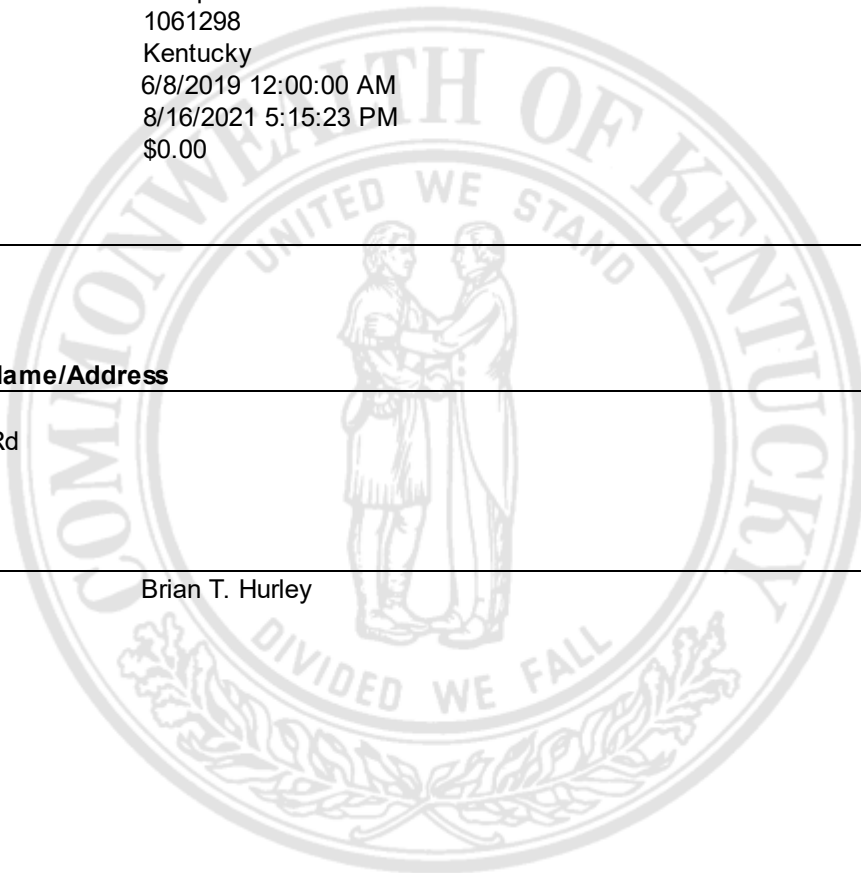 1061298
Kentucky
6/8/2019 12:00:00 AM
8/16/2021 5:15:23 PM
$0.00
COMMONWEALTH OF KENTUCKY
UNITED WE STAND
lame/Address
Rd
Brian T. Hurley
DIVIDED WE FALL